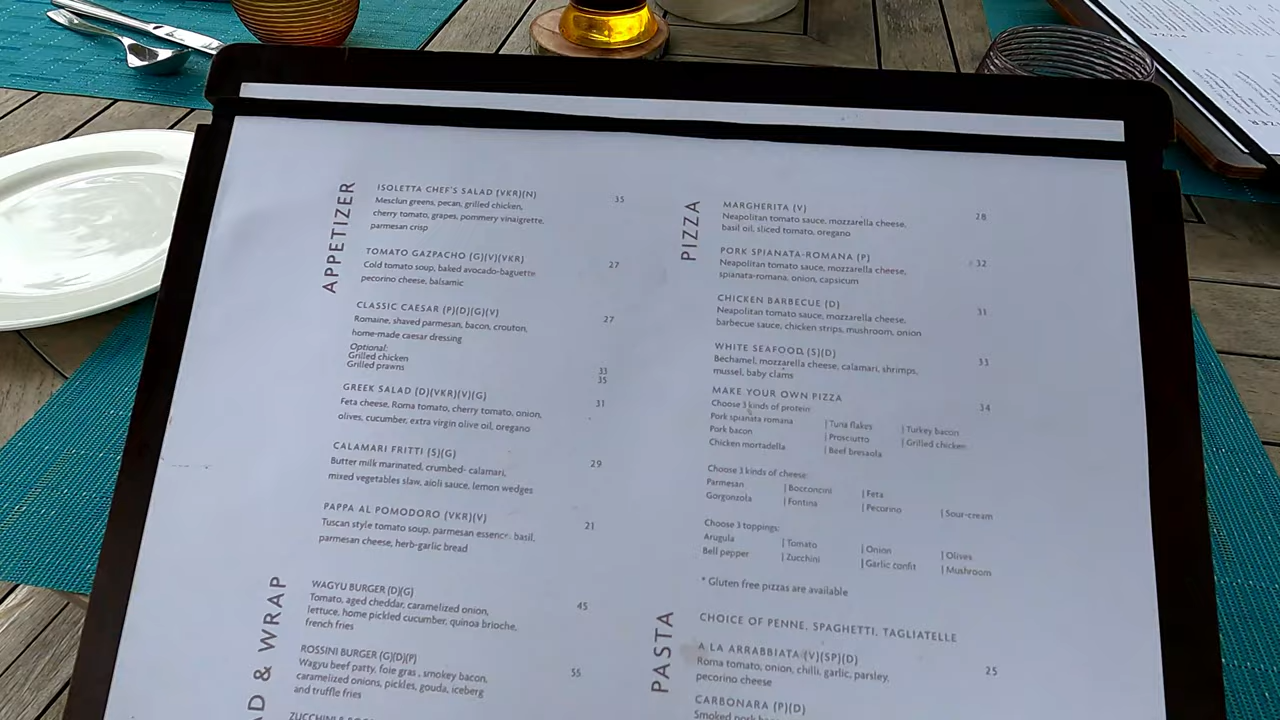 APPETIZER
ISOLETTA CHEF'S SALAD (VKR)(N) 35
Mesclun greens, pecan, grilled chicken,
cherry tomato, grapes, pommery vinaigrette,
parmesan crisp
TOMATO GAZPACHO (G)(V)(VKR) 27
Cold tomato soup, baked avocado-baguette
pecorino cheese, balsamic
CLASSIC CAESAR (P)(D)(G)(V) 27
Romaine, shaved parmesan, bacon, crouton,
home-made caesar dressing
Optional:
Grilled chicken 33
Grilled prawns 35
GREEK SALAD (D)(VKR)(V)(G) 31
Feta cheese, Roma tomato, cherry tomato, onion,
olives, cucumber, extra virgin olive oil, oregano
CALAMARI FRITTI (S)(G) 29
Butter milk marinated, crumbed- calamari,
mixed vegetables slaw, aioli sauce, lemon wedges
PAPPA AL POMODORO (VKR)(V) 21
Tuscan style tomato soup, parmesan essence, basil,
parmesan cheese, herb-garlic bread
AD & WRAP
WAGYU BURGER (D)(G) 45
Tomato, aged cheddar, caramelized onion,
lettuce, home pickled cucumber, quinoa brioche,
french fries
ROSSINI BURGER (G)(D)(P) 55
Wagyu beef patty, foie gras , smokey bacon,
caramelized onions, pickles, gouda, iceberg
and truffle fries
PIZZA
MARGHERITA (V) 28
Neapolitan tomato sauce, mozzarella cheese,
basil oil, sliced tomato, oregano
PORK SPIANATA-ROMANA (P) 32
Neapolitan tomato sauce, mozzarella cheese,
spianata-romana, onion, capsicum
CHICKEN BARBECUE (D) 31
Neapolitan tomato sauce, mozzarella cheese,
barbecue sauce, chicken strips, mushroom, onion
WHITE SEAFOOD, (S)(D) 33
Bechamel, mozzarella cheese, calamari, shrimps,
mussel, baby clams
MAKE YOUR OWN PIZZA 34
Choose 3 kinds of protein
Pork spianata romana | Tuna flakes | Turkey bacon
Pork bacon | Prosciutto | Grilled chicken
Chicken mortadella | Beef bresaola
Choose 3 kinds of cheese:
Parmesan | Bocconcini | Feta
Gorgonzola | Fontina | Pecorino | Sour-cream
Choose 3 toppings:
Arugula | Tomato | Onion | Olives
Bell pepper | Zucchini | Garlic confit | Mushroom
* Gluten free pizzas are available
PASTA
CHOICE OF PENNE, SPAGHETTI, TAGLIATELLE
A LA ARRABBIATA (V)(SP)(D) 25
Roma tomato, onion, chilli, garlic, parsley,
pecorino cheese
CARBONARA (P)(D)
Smoked pork